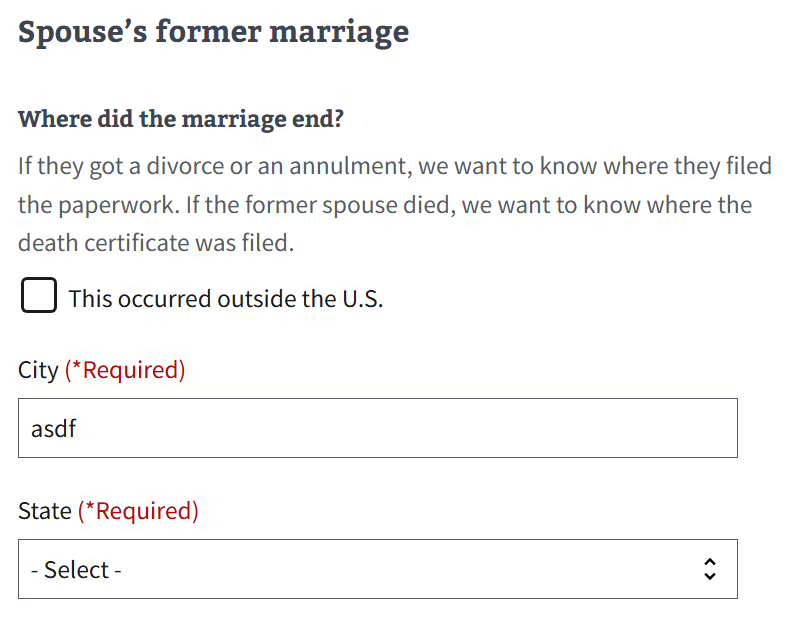 Spouse’s former marriage
Where did the marriage end?
If they got a divorce or an annulment, we want to know where they filed
the paperwork. If the former spouse died, we want to know where the
death certificate was filed.
This occurred outside the U.S.
City (*Required)
asdf
State (*Required)
- Select -